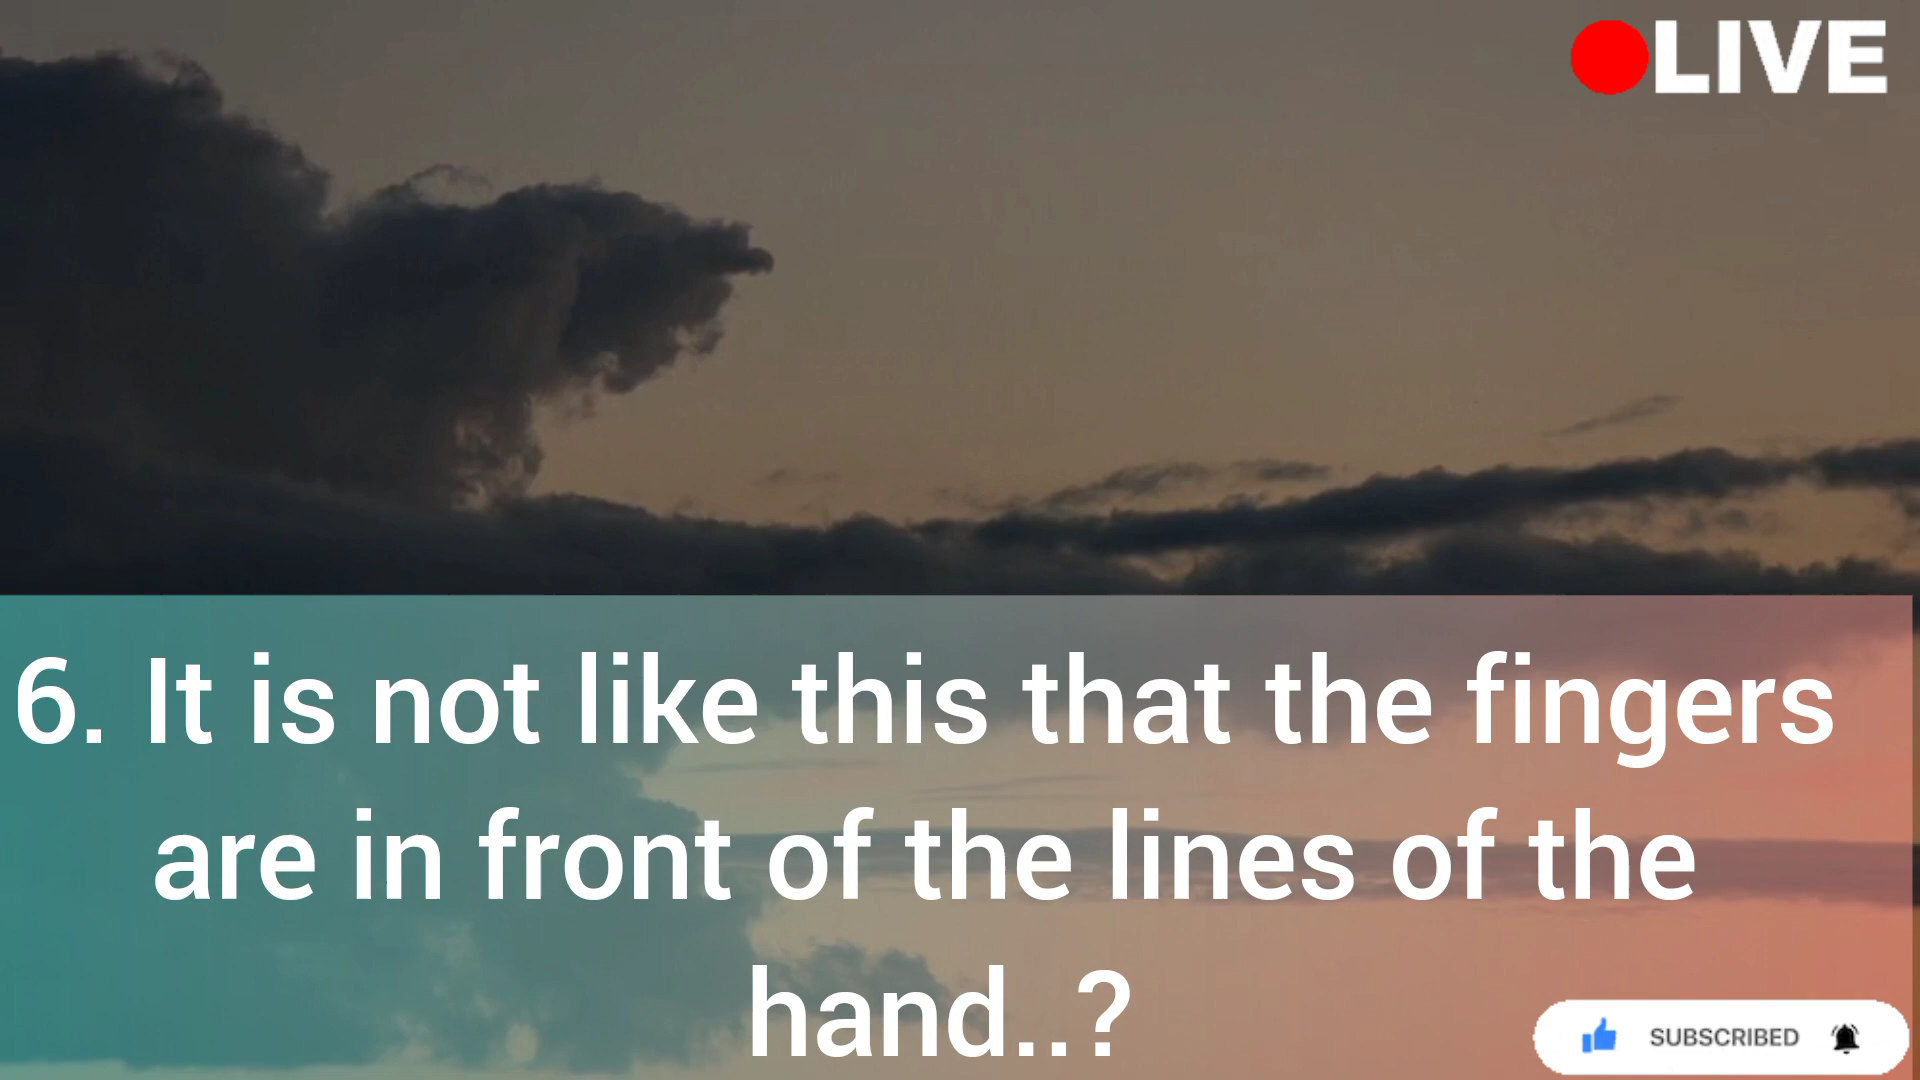 LIVE
6. It is not like this that the fingers
are in front of the lines of the
hand..?
SUBSCRIBED